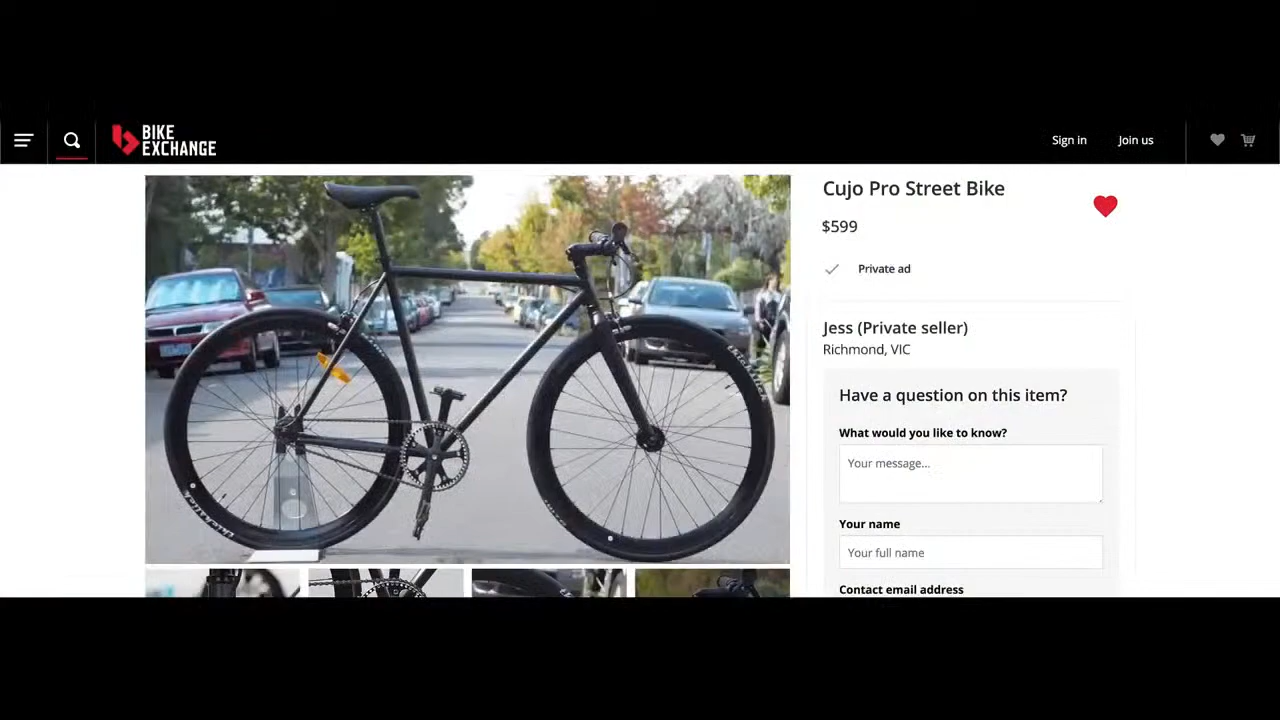 BIKE
EXCHANGE
Sign in
Join us
Cujo Pro Street Bike
$599
Private ad
Jess (Private seller)
Richmond, VIC
Have a question on this item?
What would you like to know?
Your message...
Your name
Your full name
Contact email address